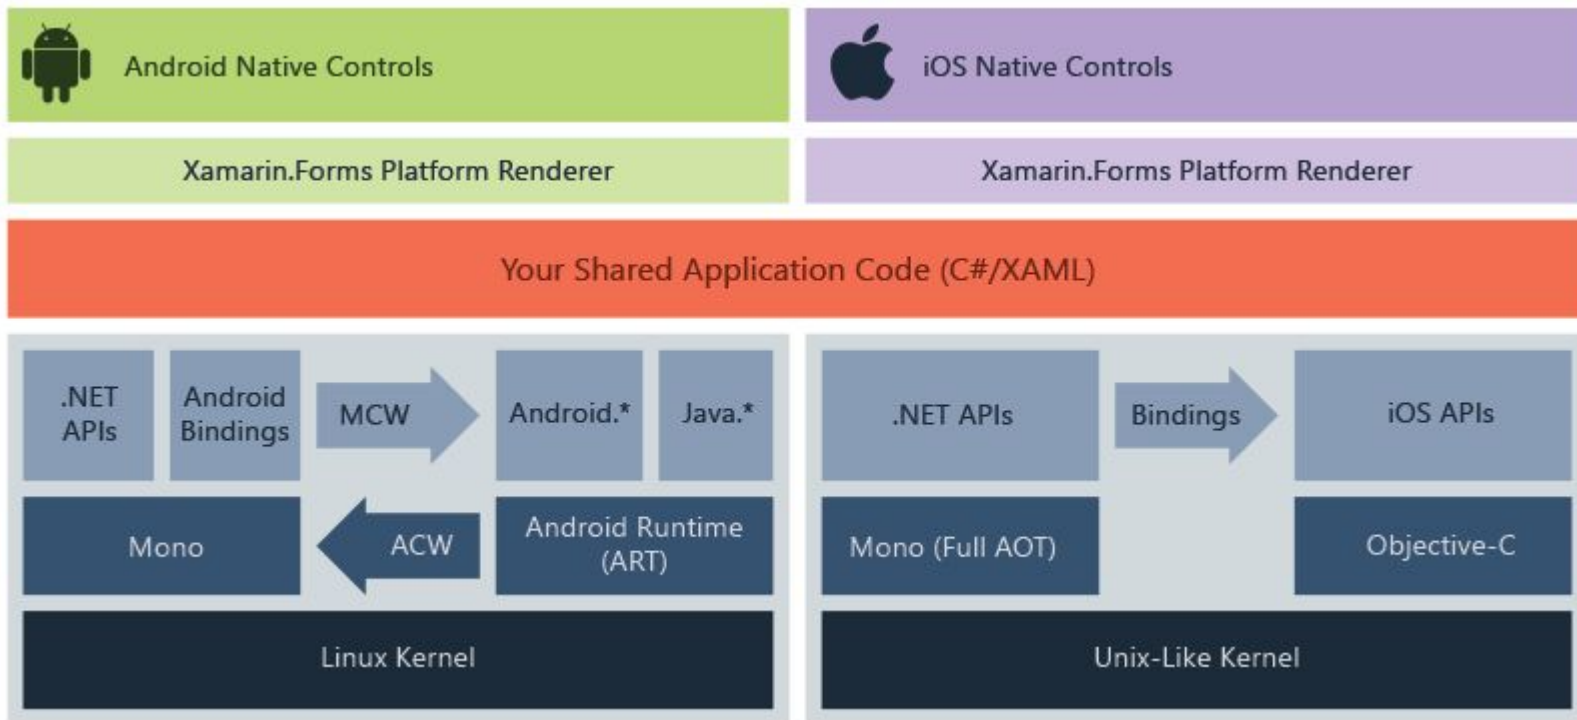 Android Native Controls
iOS Native Controls
Xamarin.Forms Platform Renderer
Xamarin.Forms Platform Renderer
Your Shared Application Code (C#/XAML)
.NET
APIs
Android
Bindings
MCW
Android.*
Java.*
.NET APIs
Bindings
iOS APIs
Mono
ACW
Android Runtime
(ART)
Mono (Full AOT)
Objective-C
Linux Kernel
Unix-Like Kernel